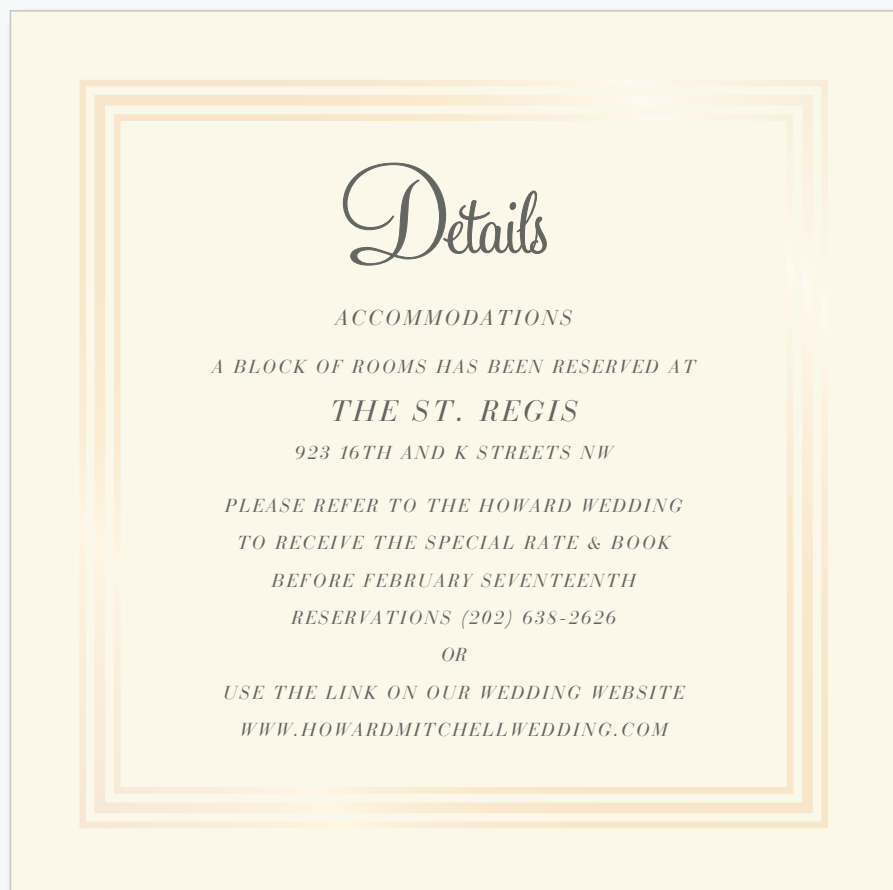 Details
ACCOMMODATIONS
A BLOCK OF ROOMS HAS BEEN RESERVED AT
THE ST. REGIS
923 16TH AND K STREETS NW
PLEASE REFER TO THE HOWARD WEDDING
TO RECEIVE THE SPECIAL RATE & BOOK
BEFORE FEBRUARY SEVENTEENTH
RESERVATIONS (202) 638-2626
OR
USE THE LINK ON OUR WEDDING WEBSITE
WWW.HOWARDMITCHELLWEDDING.COM